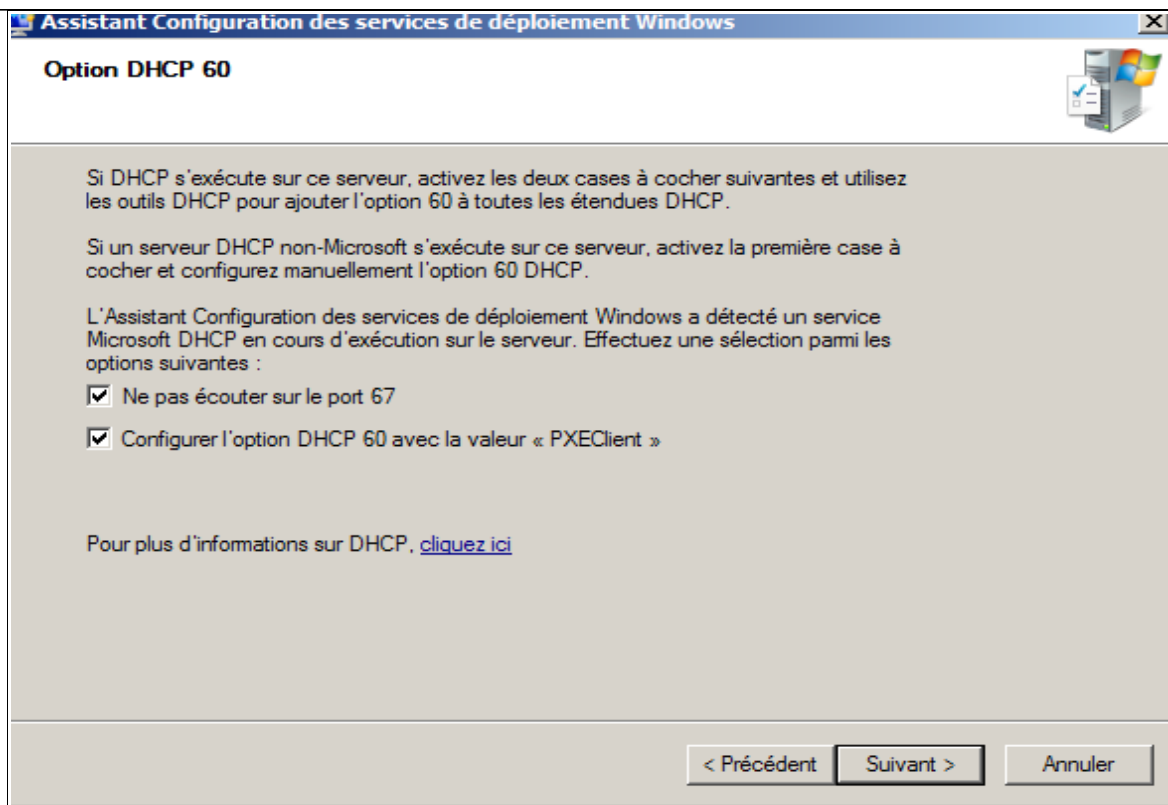 Assistant Configuration des services de déploiement Windows
Option DHCP 60
Si DHCP s'exécute sur ce serveur, activez les deux cases à cocher suivantes et utilisez
les outils DHCP pour ajouter l'option 60 à toutes les étendues DHCP.
Si un serveur DHCP non-Microsoft s'exécute sur ce serveur, activez la première case à
cocher et configurez manuellement l'option 60 DHCP.
L'Assistant Configuration des services de déploiement Windows a détecté un service
Microsoft DHCP en cours d'exécution sur le serveur. Effectuez une sélection parmi les
options suivantes :
Ne pas écouter sur le port 67
Configurer l'option DHCP 60 avec la valeur « PXEClient »
Pour plus d'informations sur DHCP, cliquez ici
< Précédent Suivant > Annuler